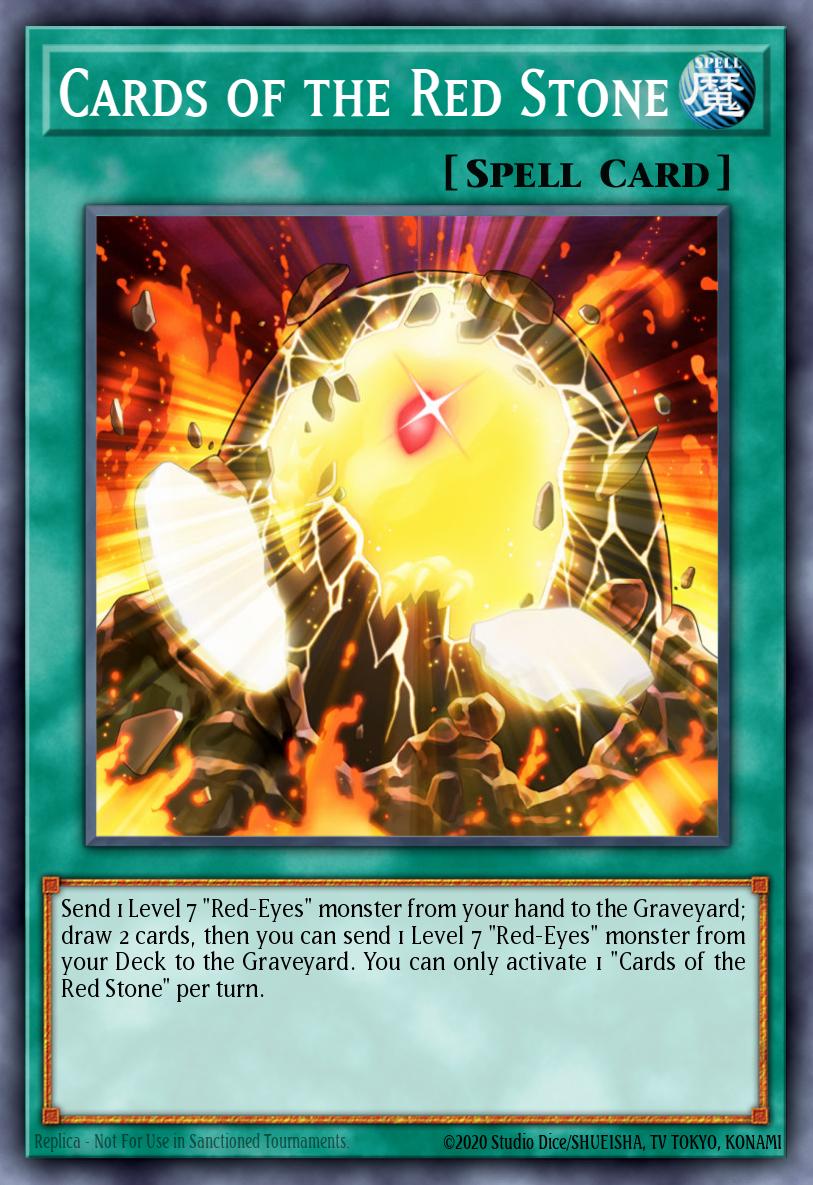 Cards of the Red Stone
SPELL
魔
[ Spell Card ]
Send 1 Level 7 "Red-Eyes" monster from your hand to the Graveyard;
draw 2 cards, then you can send 1 Level 7 "Red-Eyes" monster from
your Deck to the Graveyard. You can only activate 1 "Cards of the
Red Stone" per turn.
Replica - Not For Use in Sanctioned Tournaments.
©2020 Studio Dice/SHUEISHA, TV TOKYO, KONAMI